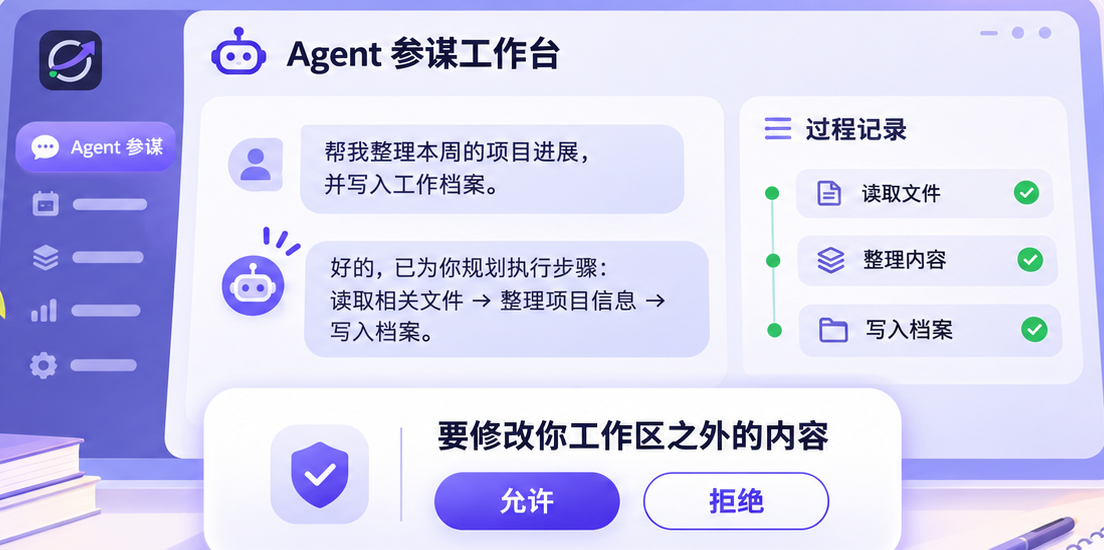 Agent 参谋工作台
Agent 参谋
帮我整理本周的项目进展，
并写入工作档案。
好的，已为你规划执行步骤：
读取相关文件 → 整理项目信息 →
写入档案。
过程记录
读取文件
整理内容
写入档案
要修改你工作区之外的内容
允许
拒绝